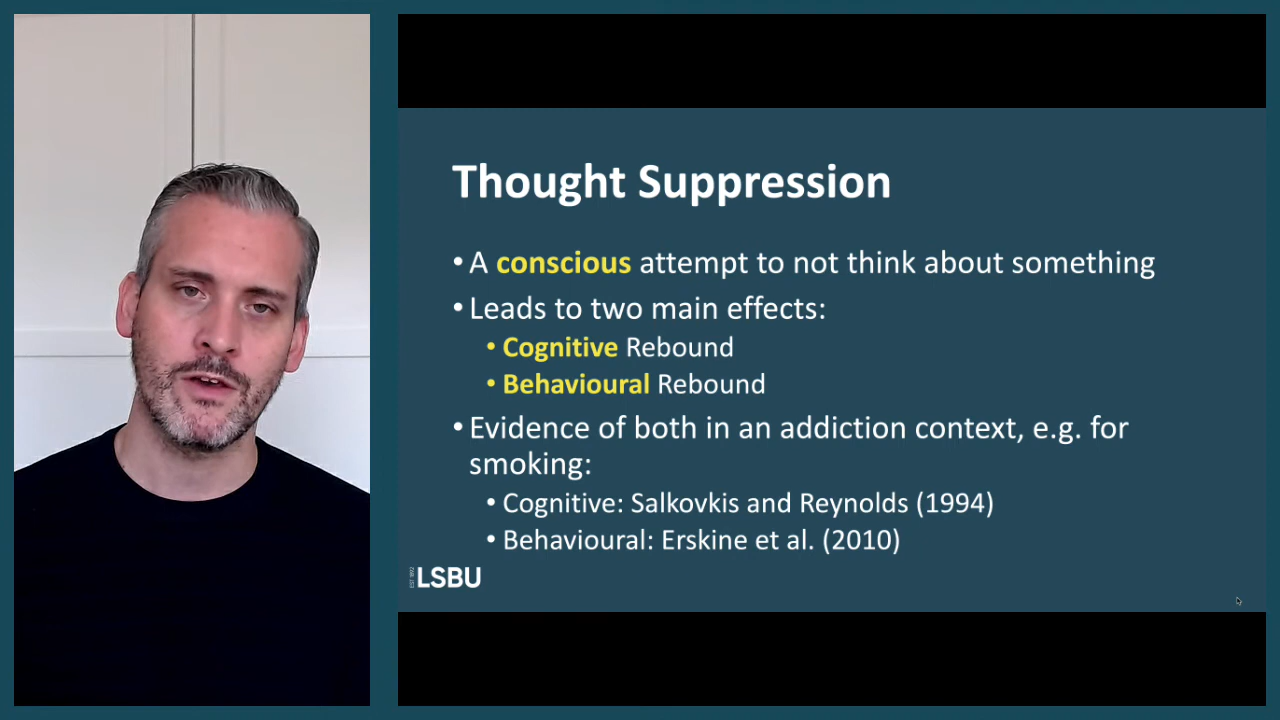 Thought Suppression
• A conscious attempt to not think about something
• Leads to two main effects:
• Cognitive Rebound
• Behavioural Rebound
• Evidence of both in an addiction context, e.g. for
smoking:
• Cognitive: Salkovkis and Reynolds (1994)
• Behavioural: Erskine et al. (2010)
EST 1892
LSBU